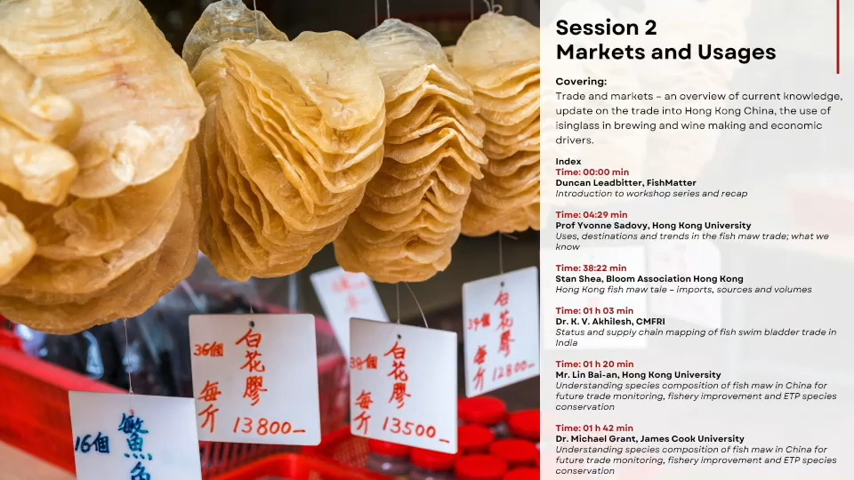 16個
鰵魚
36個
白花膠
每斤
13800-
白花膠
每斤
13500-
白花膠
每斤
12800-
Session 2
Markets and Usages
Covering:
Trade and markets – an overview of current knowledge,
update on the trade into Hong Kong China, the use of
isinglass in brewing and wine making and economic
drivers.
Index
Time: 00:00 min
Duncan Leadbitter, FishMatter
Introduction to workshop series and recap
Time: 04:29 min
Prof Yvonne Sadovy, Hong Kong University
Uses, destinations and trends in the fish maw trade; what we
know
Time: 38:22 min
Stan Shea, Bloom Association Hong Kong
Hong Kong fish maw tale – imports, sources and volumes
Time: 01 h 03 min
Dr. K. V. Akhilesh, CMFRI
Status and supply chain mapping of fish swim bladder trade in
India
Time: 01 h 20 min
Mr. Lin Bai-an, Hong Kong University
Understanding species composition of fish maw in China for
future trade monitoring, fishery improvement and ETP species
conservation
Time: 01 h 42 min
Dr. Michael Grant, James Cook University
Understanding species composition of fish maw in China for
future trade monitoring, fishery improvement and ETP species
conservation